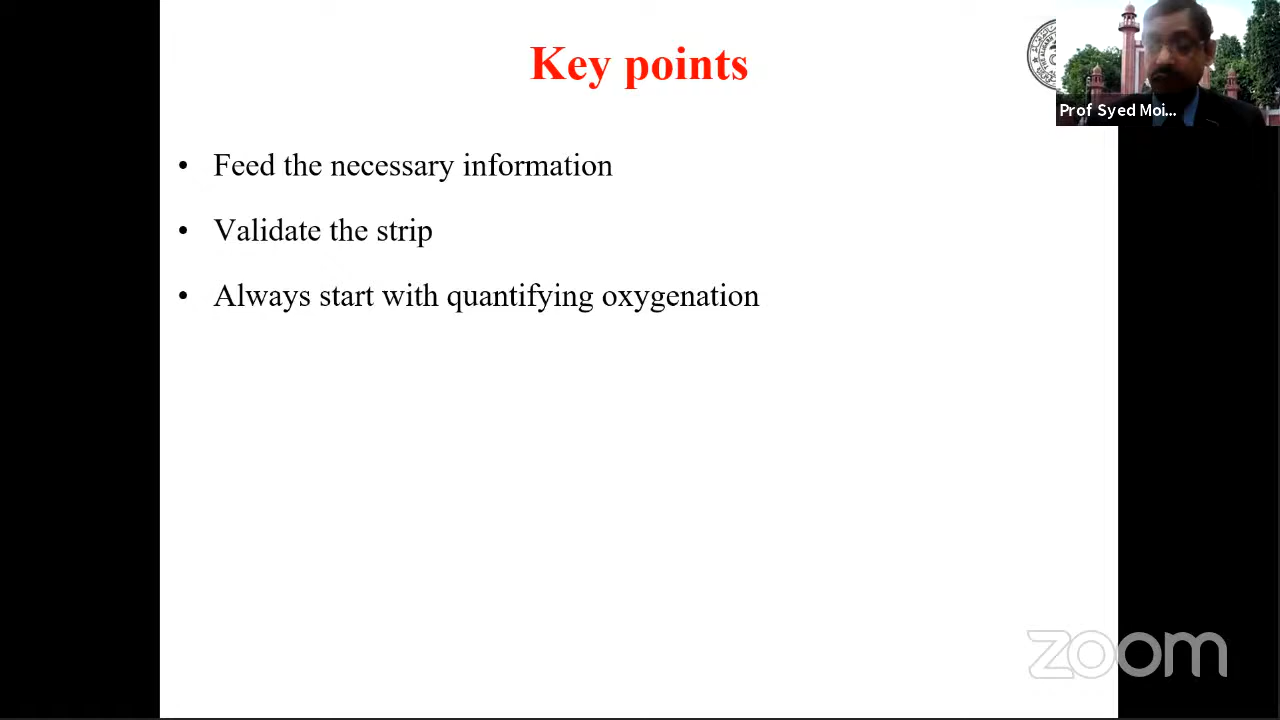 Key points
Prof Syed Moi...
• Feed the necessary information
• Validate the strip
• Always start with quantifying oxygenation
zoom